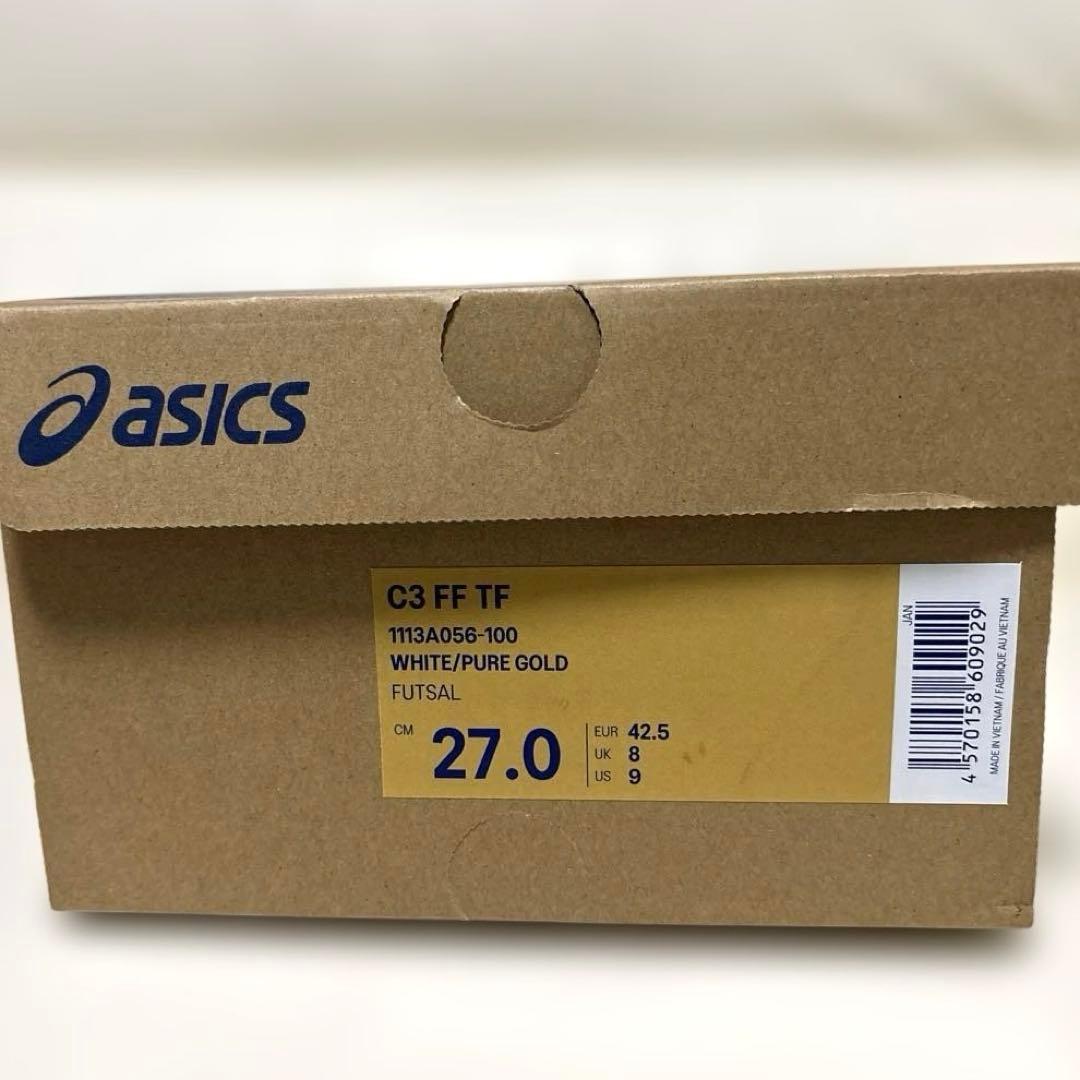 asics
C3 FF TF
1113A056-100
WHITE/PURE GOLD
FUTSAL
CM 27.0
EUR 42.5
UK 8
US 9
JAN
4 570158 609029
MADE IN VIETNAM / FABRIQUE AU VIETNAM